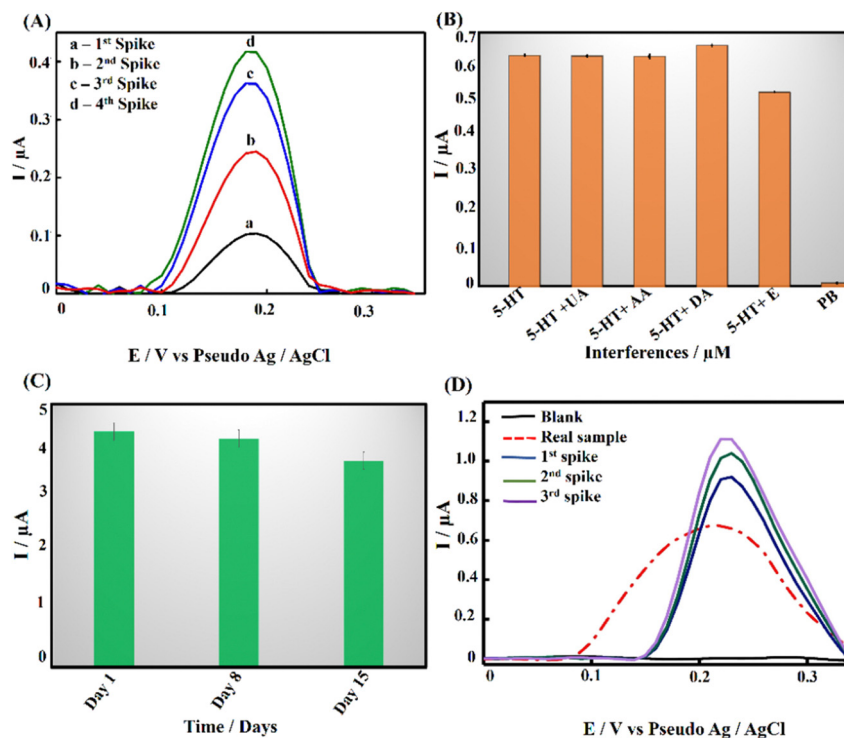 (A)
a – 1st Spike
b – 2nd Spike
c – 3rd Spike
d – 4th Spike
d
c
b
a
0.4
0.3
0.2
0.1
0
I / µA
0
0.1
0.2
0.3
E / V vs Pseudo Ag / AgCl
(B)
0.7
0.6
0.5
0.4
0.3
0.2
0.1
0
I / µA
5-HT
5-HT +UA
5-HT+ AA
5-HT+ DA
5-HT+ E
PB
Interferences / µM
(C)
5
4
3
2
1
0
I / µA
Day 1
Day 8
Day 15
Time / Days
(D)
Blank
Real sample
1st spike
2nd spike
3rd spike
1.2
1.0
0.8
0.6
0.4
0.2
0
I / µA
0
0.1
0.2
0.3
E / V vs Pseudo Ag / AgCl